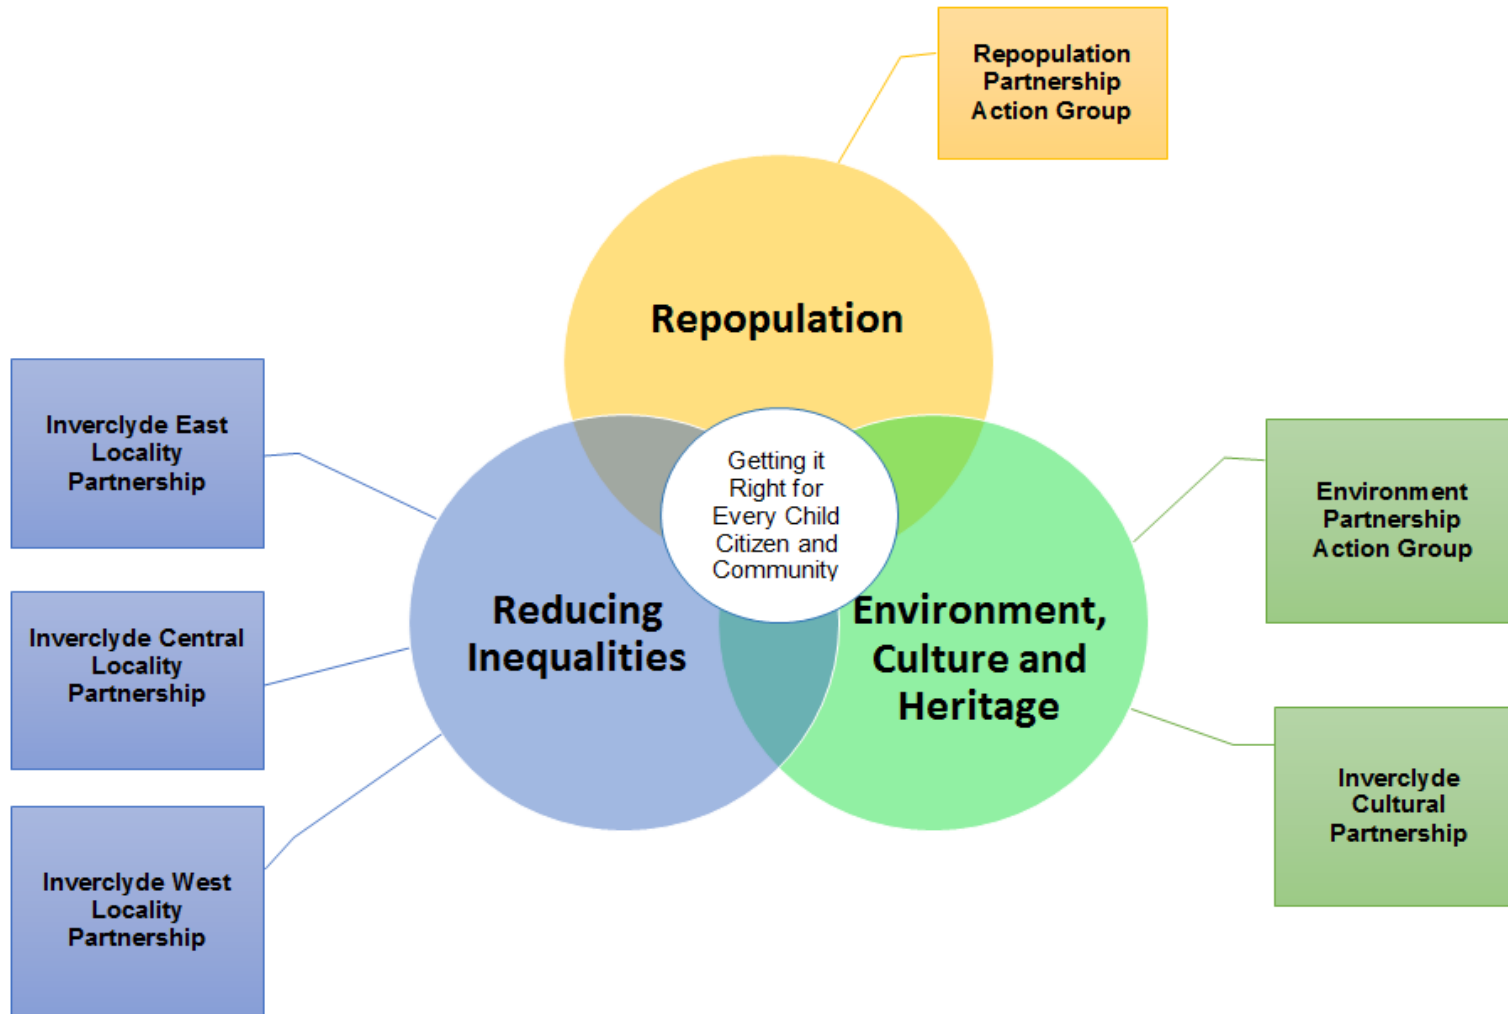 Repopulation
Partnership
Action Group
Repopulation
Inverclyde East
Locality
Partnership
Getting it
Right for
Every Child
Citizen and
Community
Environment
Partnership
Action Group
Reducing
Inequalities
Environment,
Culture and
Heritage
Inverclyde Central
Locality
Partnership
Inverclyde
Cultural
Partnership
Inverclyde West
Locality
Partnership